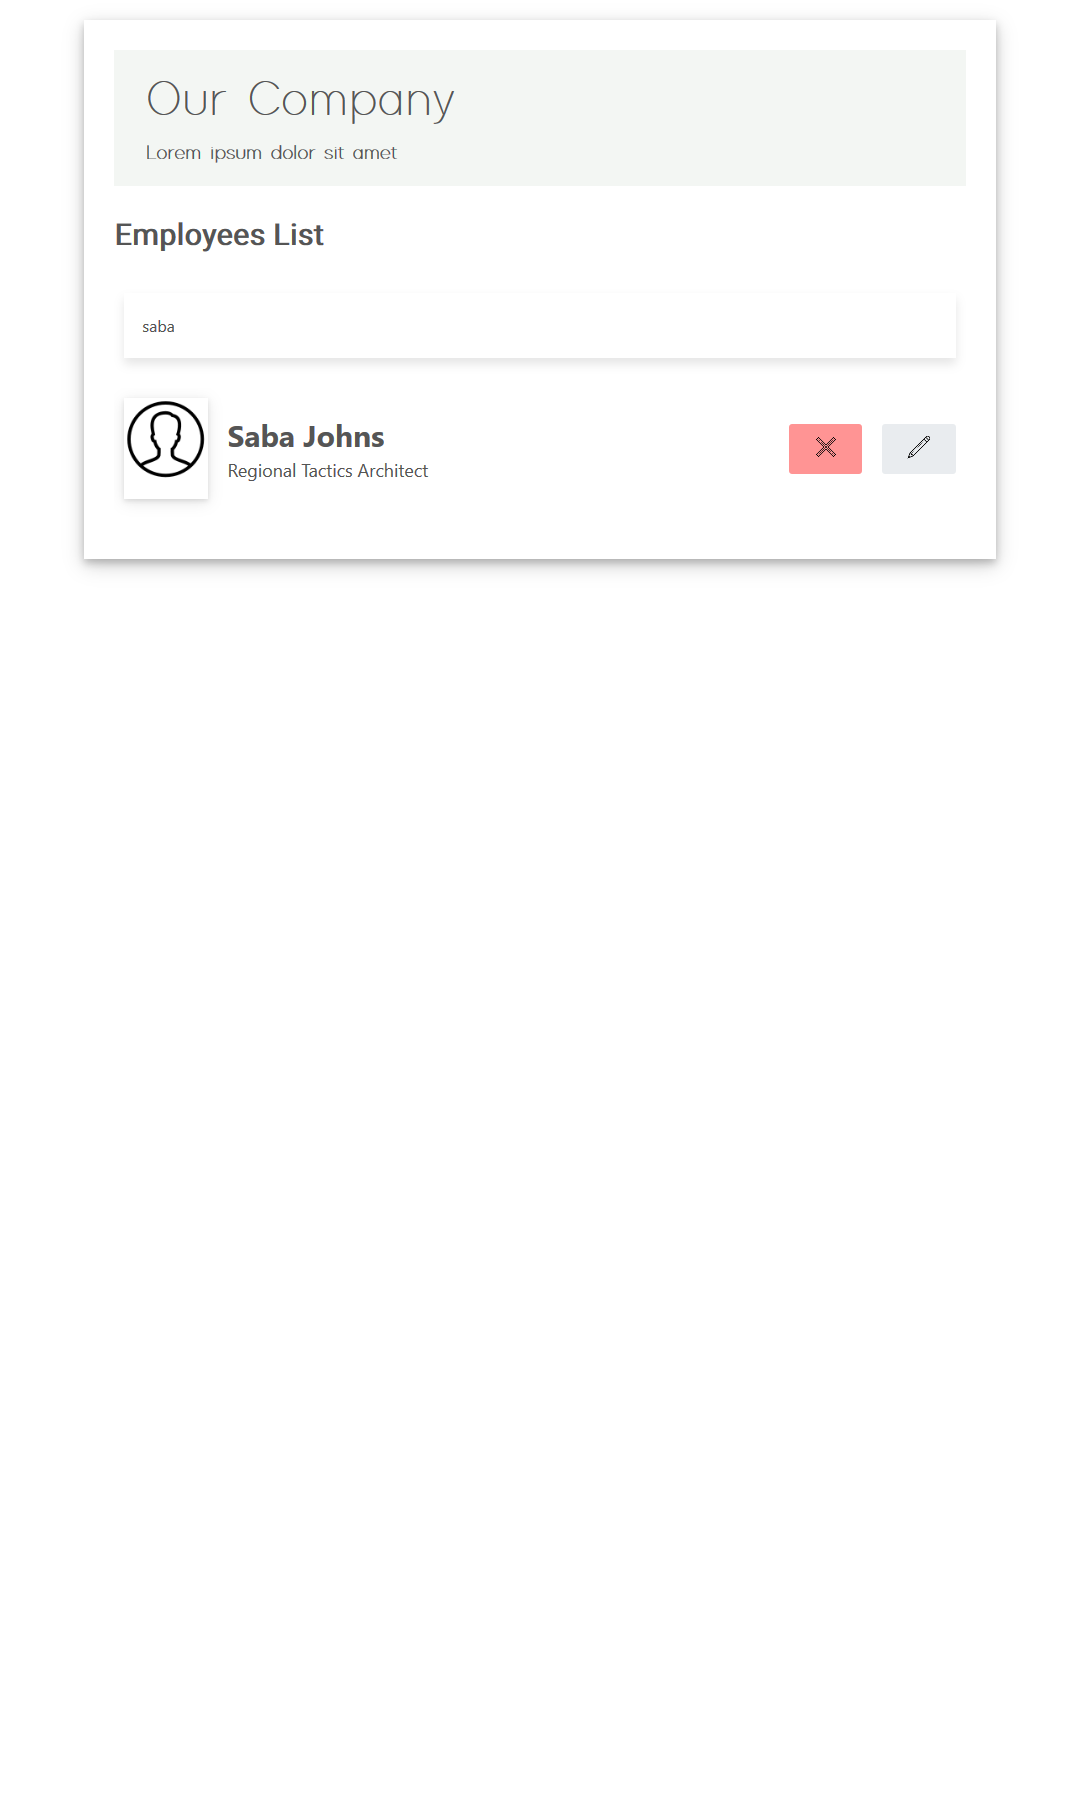 Our Company
Lorem ipsum dolor sit amet
Employees List
saba
Saba Johns
Regional Tactics Architect